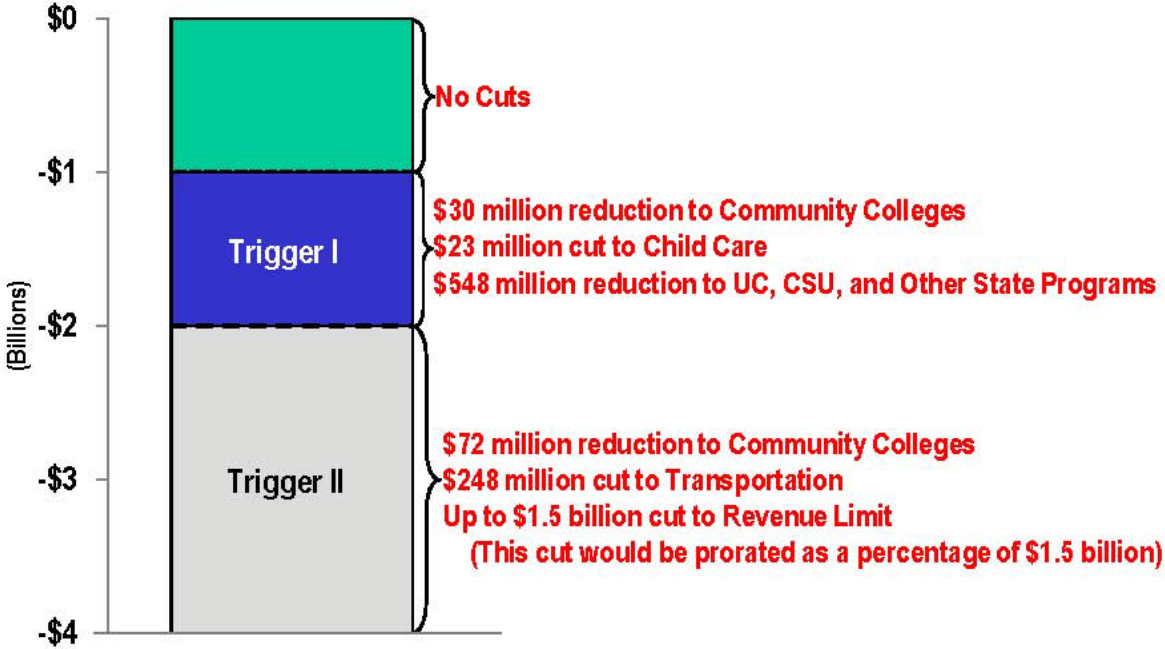 $0
No Cuts
-$1
$30 million reduction to Community Colleges
Trigger I
$23 million cut to Child Care
$548 million reduction to UC, CSU, and Other State Programs
(Billions)
-$2
$72 million reduction to Community Colleges
-$3
Trigger II
$248 million cut to Transportation
Up to $1.5 billion cut to Revenue Limit
(This cut would be prorated as a percentage of $1.5 billion)
-$4